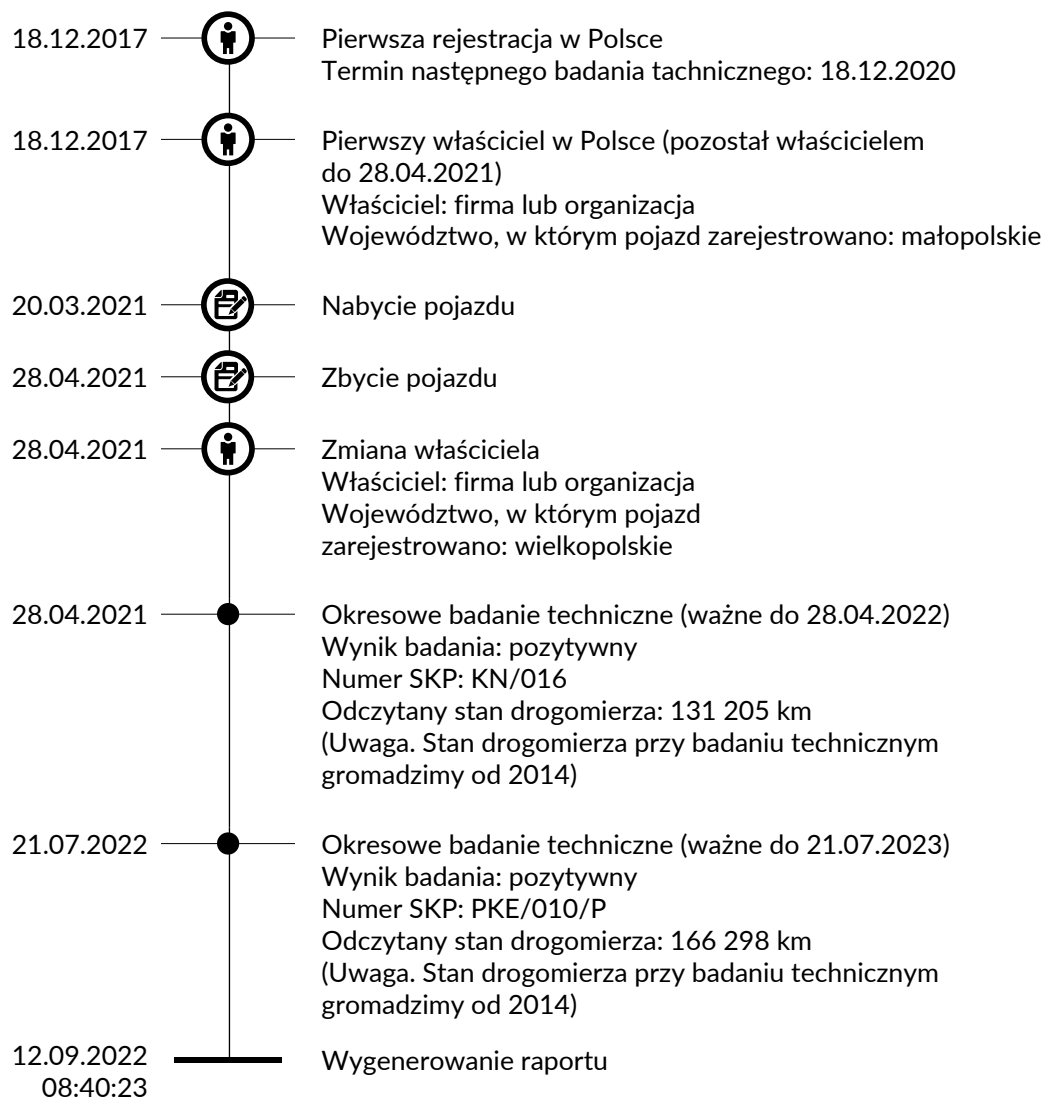 18.12.2017
Pierwsza rejestracja w Polsce
Termin następnego badania tachnicznego: 18.12.2020
18.12.2017
Pierwszy właściciel w Polsce (pozostał właścicielem
do 28.04.2021)
Właściciel: firma lub organizacja
Województwo, w którym pojazd zarejestrowano: małopolskie
20.03.2021
Nabycie pojazdu
28.04.2021
Zbycie pojazdu
28.04.2021
Zmiana właściciela
Właściciel: firma lub organizacja
Województwo, w którym pojazd
zarejestrowano: wielkopolskie
28.04.2021
Okresowe badanie techniczne (ważne do 28.04.2022)
Wynik badania: pozytywny
Numer SKP: KN/016
Odczytany stan drogomierza: 131 205 km
(Uwaga. Stan drogomierza przy badaniu technicznym
gromadzimy od 2014)
21.07.2022
Okresowe badanie techniczne (ważne do 21.07.2023)
Wynik badania: pozytywny
Numer SKP: PKE/010/P
Odczytany stan drogomierza: 166 298 km
(Uwaga. Stan drogomierza przy badaniu technicznym
gromadzimy od 2014)
12.09.2022
08:40:23
Wygenerowanie raportu